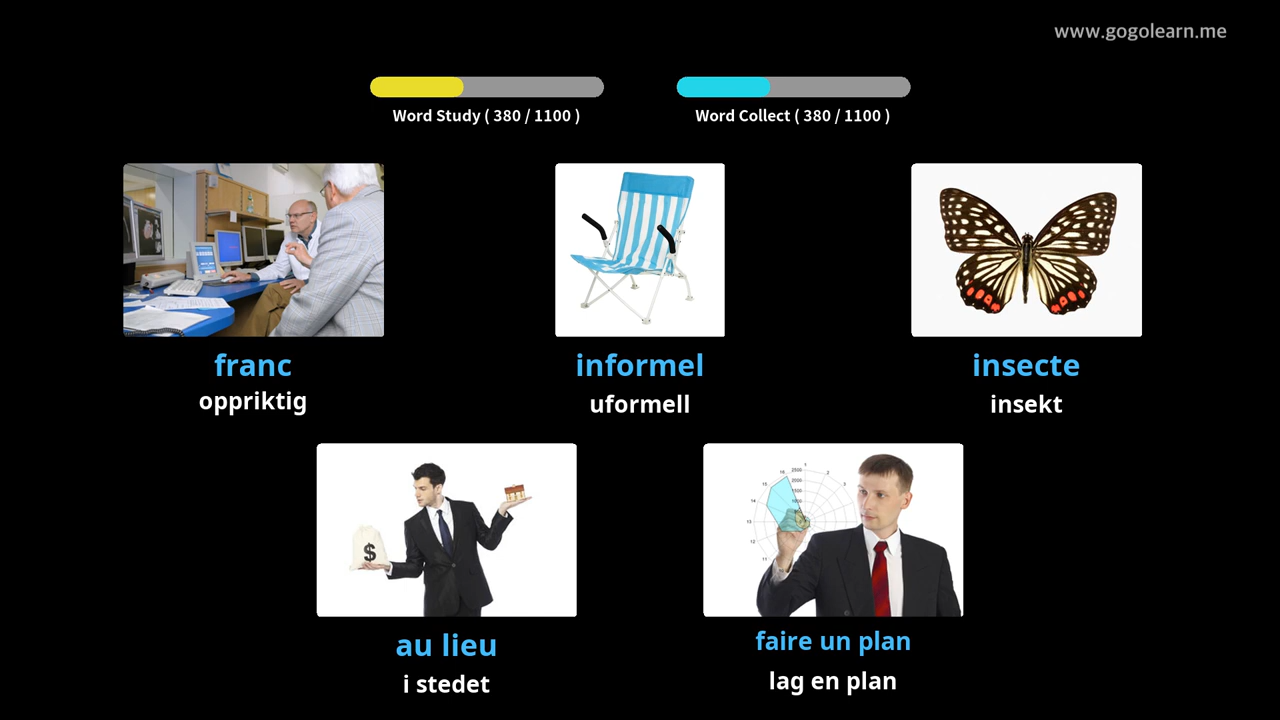 www.gogolearn.me
Word Study ( 380 / 1100 )
Word Collect ( 380 / 1100 )
franc
oppriktig
informel
uformell
insecte
insekt
$
au lieu
i stedet
faire un plan
lag en plan